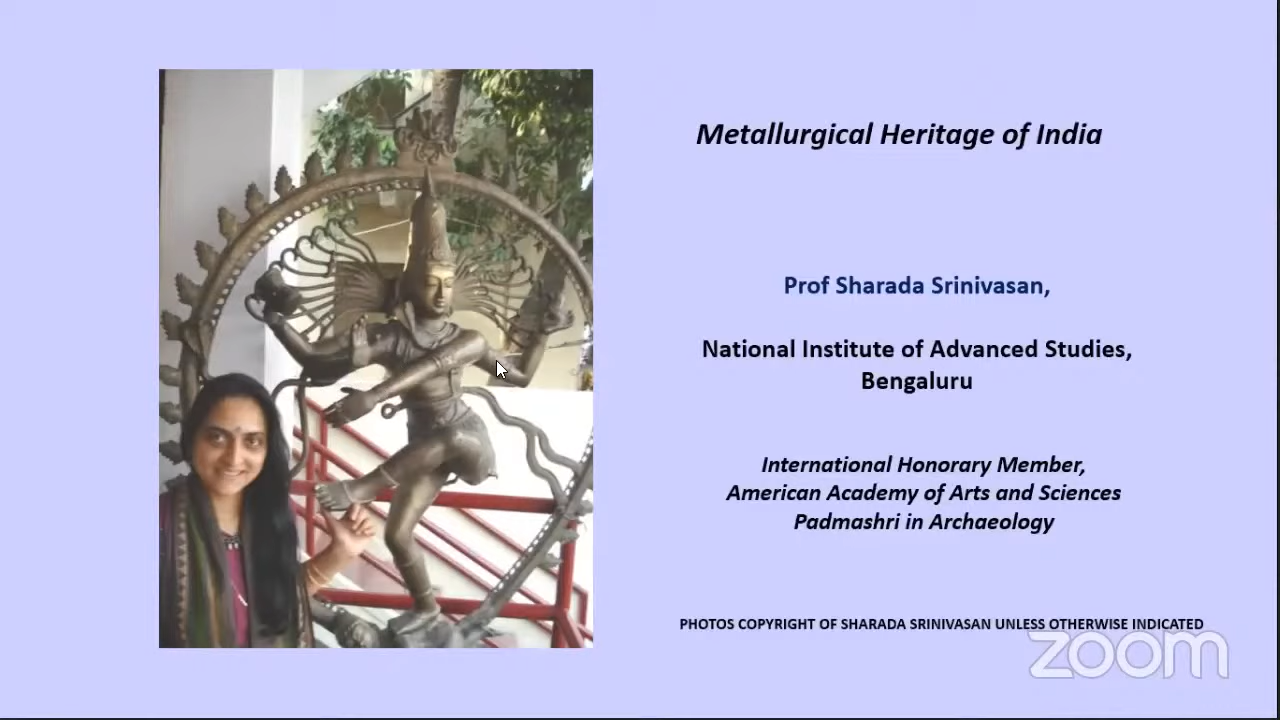 Metallurgical Heritage of India
Prof Sharada Srinivasan,
National Institute of Advanced Studies,
Bengaluru
International Honorary Member,
American Academy of Arts and Sciences
Padmashri in Archaeology
PHOTOS COPYRIGHT OF SHARADA SRINIVASAN UNLESS OTHERWISE INDICATED
zoom